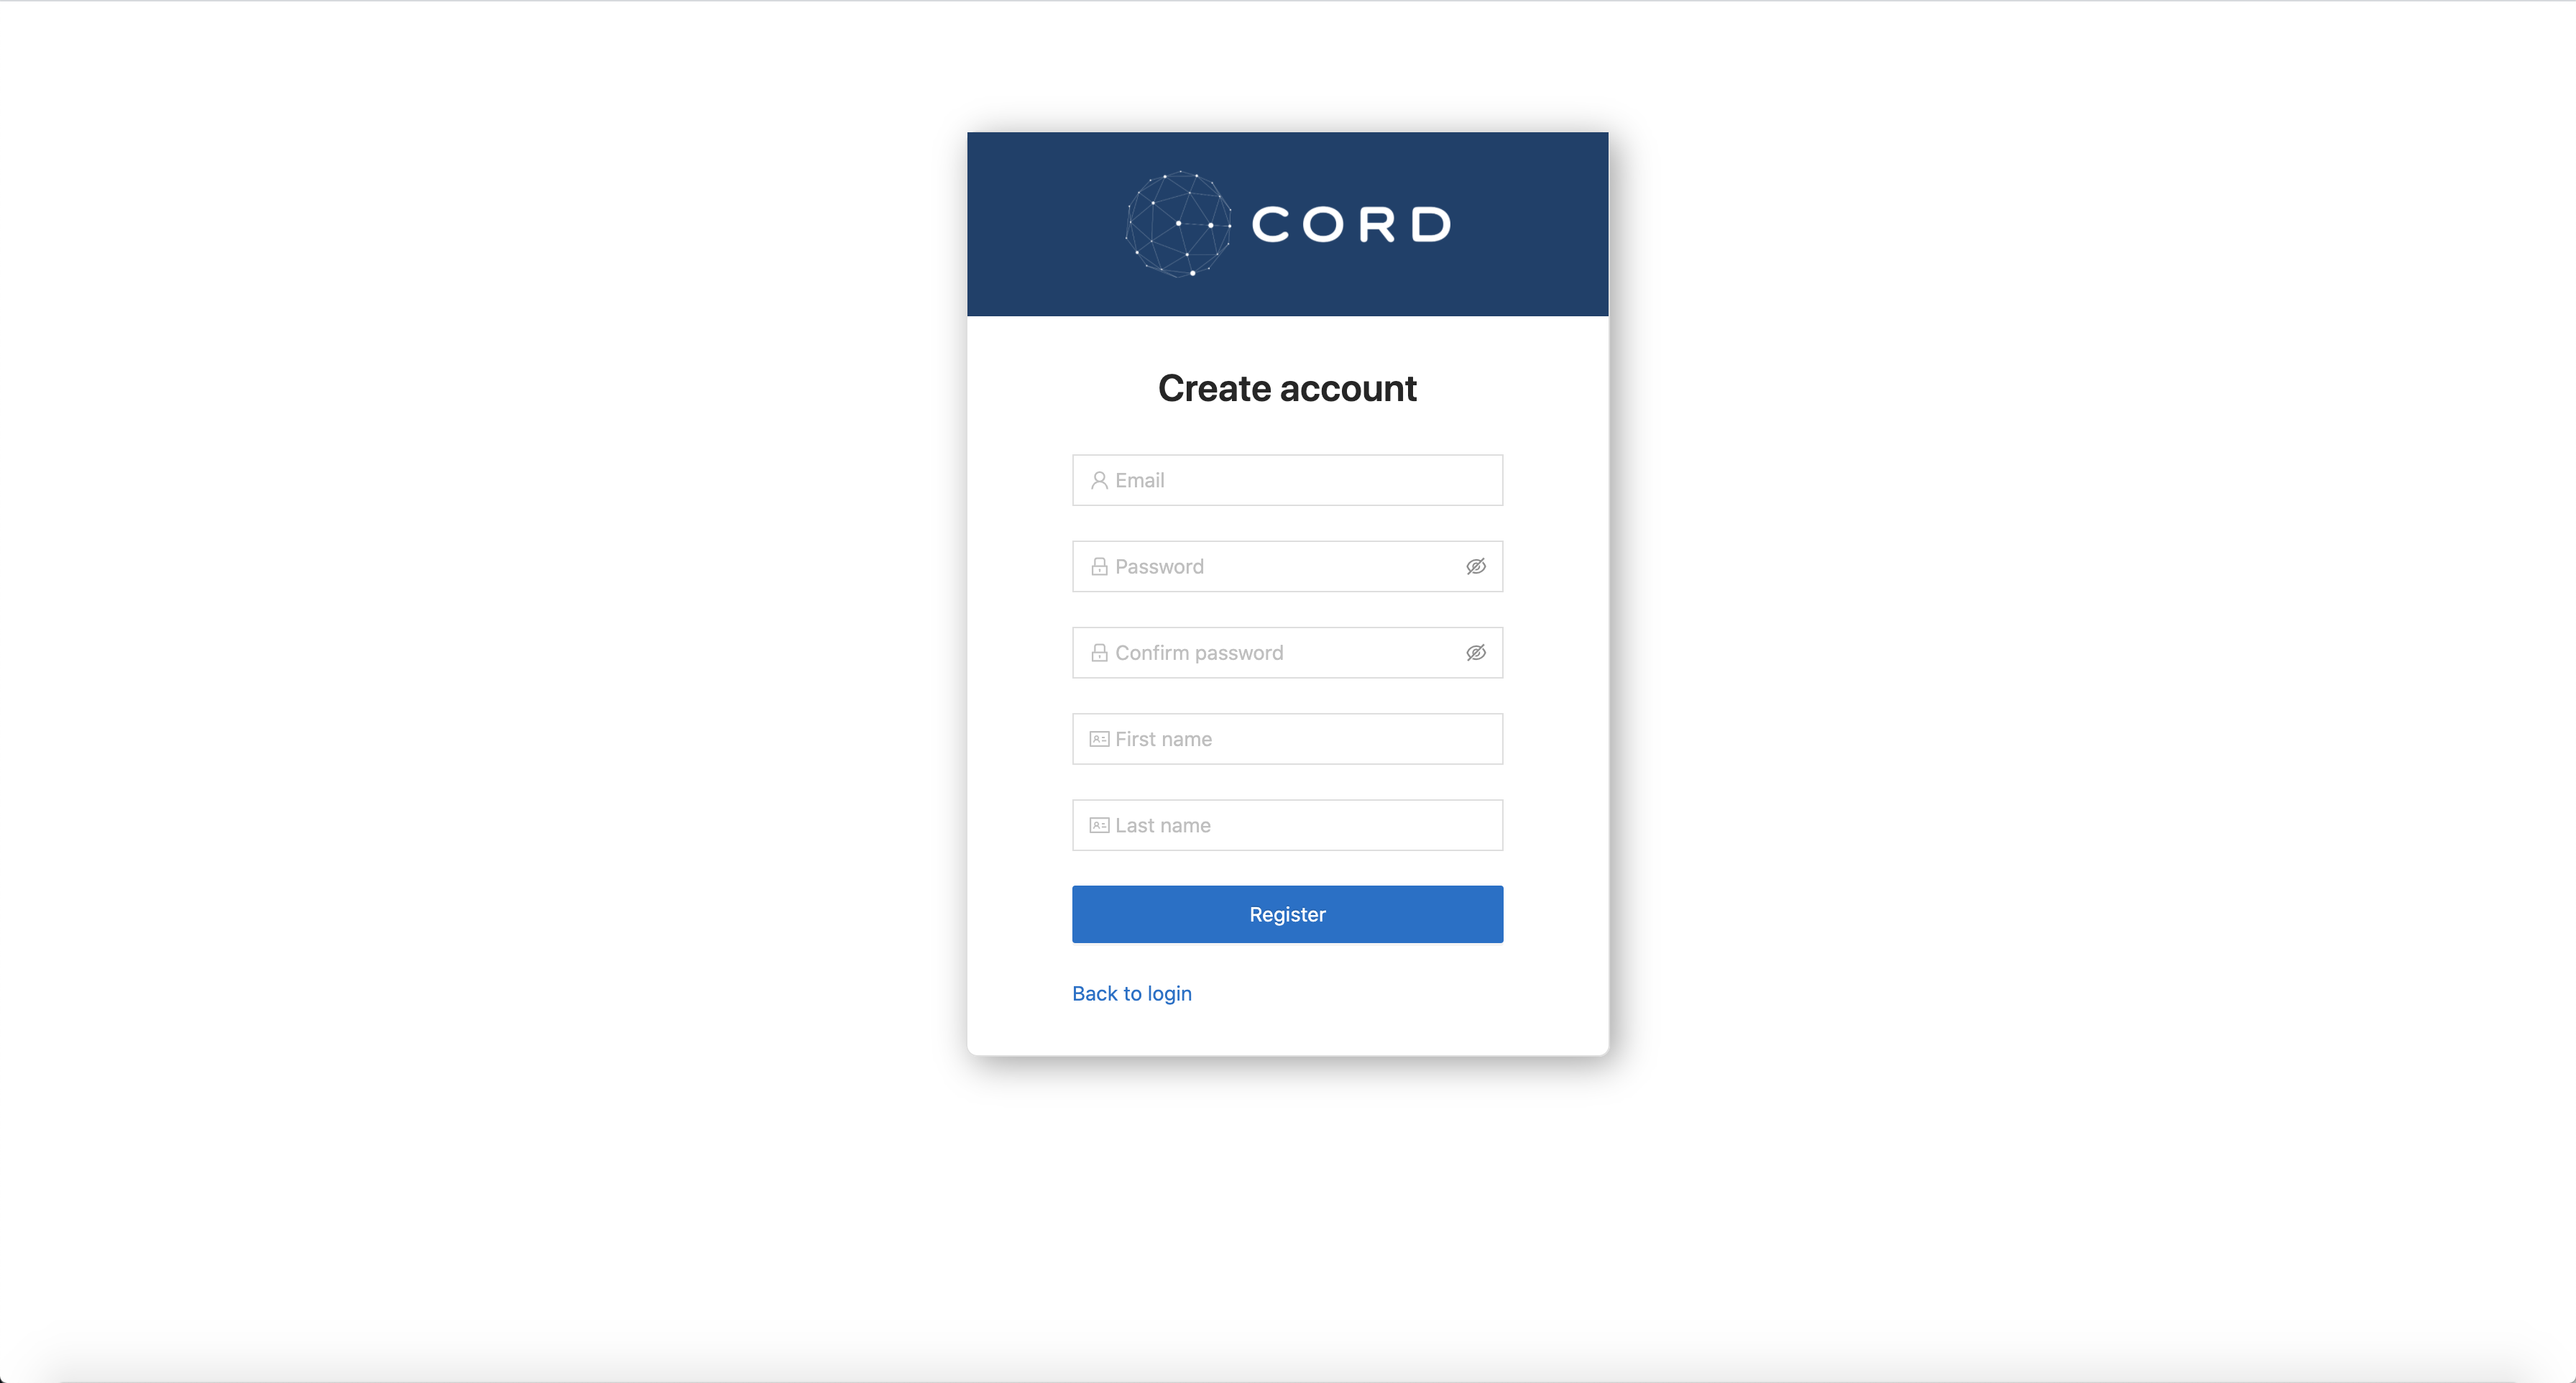 CORD
Create account
Email
Password
Confirm password
First name
Last name
Register
Back to login